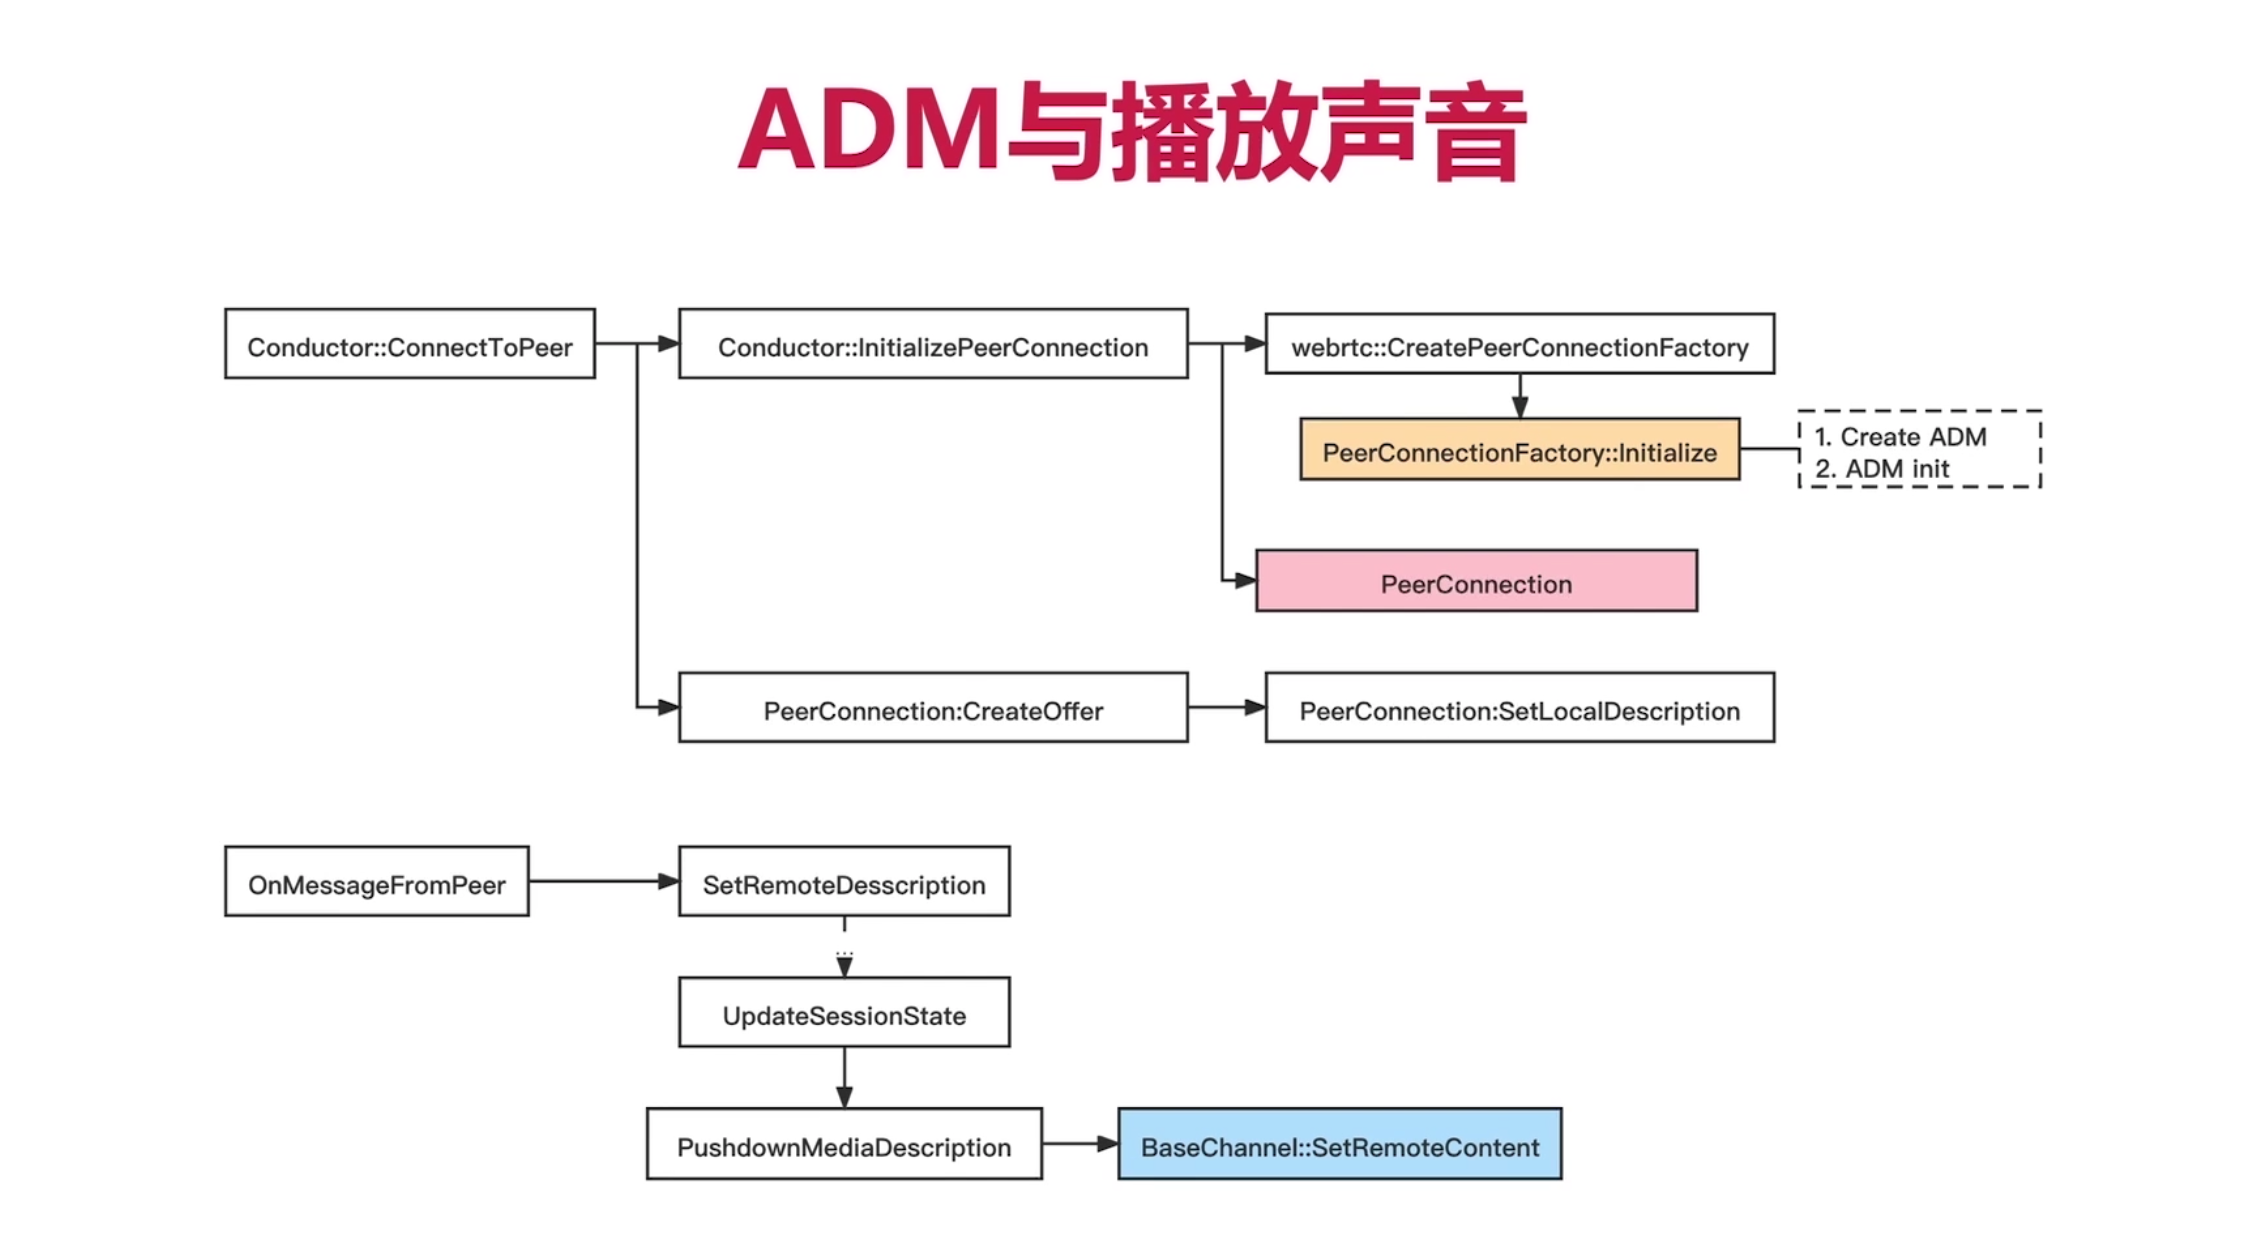 ADM与播放声音
Conductor::ConnectToPeer
Conductor::InitializePeerConnection
webrtc::CreatePeerConnectionFactory
PeerConnectionFactory::Initialize
1. Create ADM
2. ADM init
PeerConnection
PeerConnection:CreateOffer
PeerConnection:SetLocalDescription
OnMessageFromPeer
SetRemoteDesscription
...
UpdateSessionState
PushdownMediaDescription
BaseChannel::SetRemoteContent